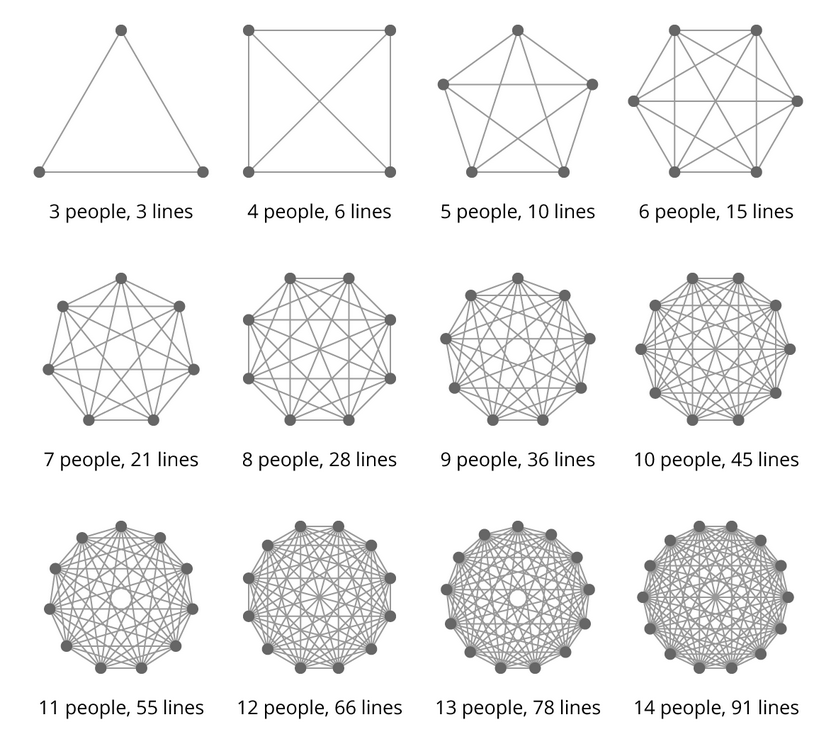 3 people, 3 lines
4 people, 6 lines
5 people, 10 lines
6 people, 15 lines
7 people, 21 lines
8 people, 28 lines
9 people, 36 lines
10 people, 45 lines
11 people, 55 lines
12 people, 66 lines
13 people, 78 lines
14 people, 91 lines